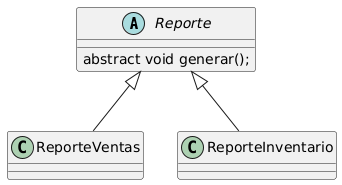 A Reporte
abstract void generar();
C ReporteVentas
C ReporteInventario